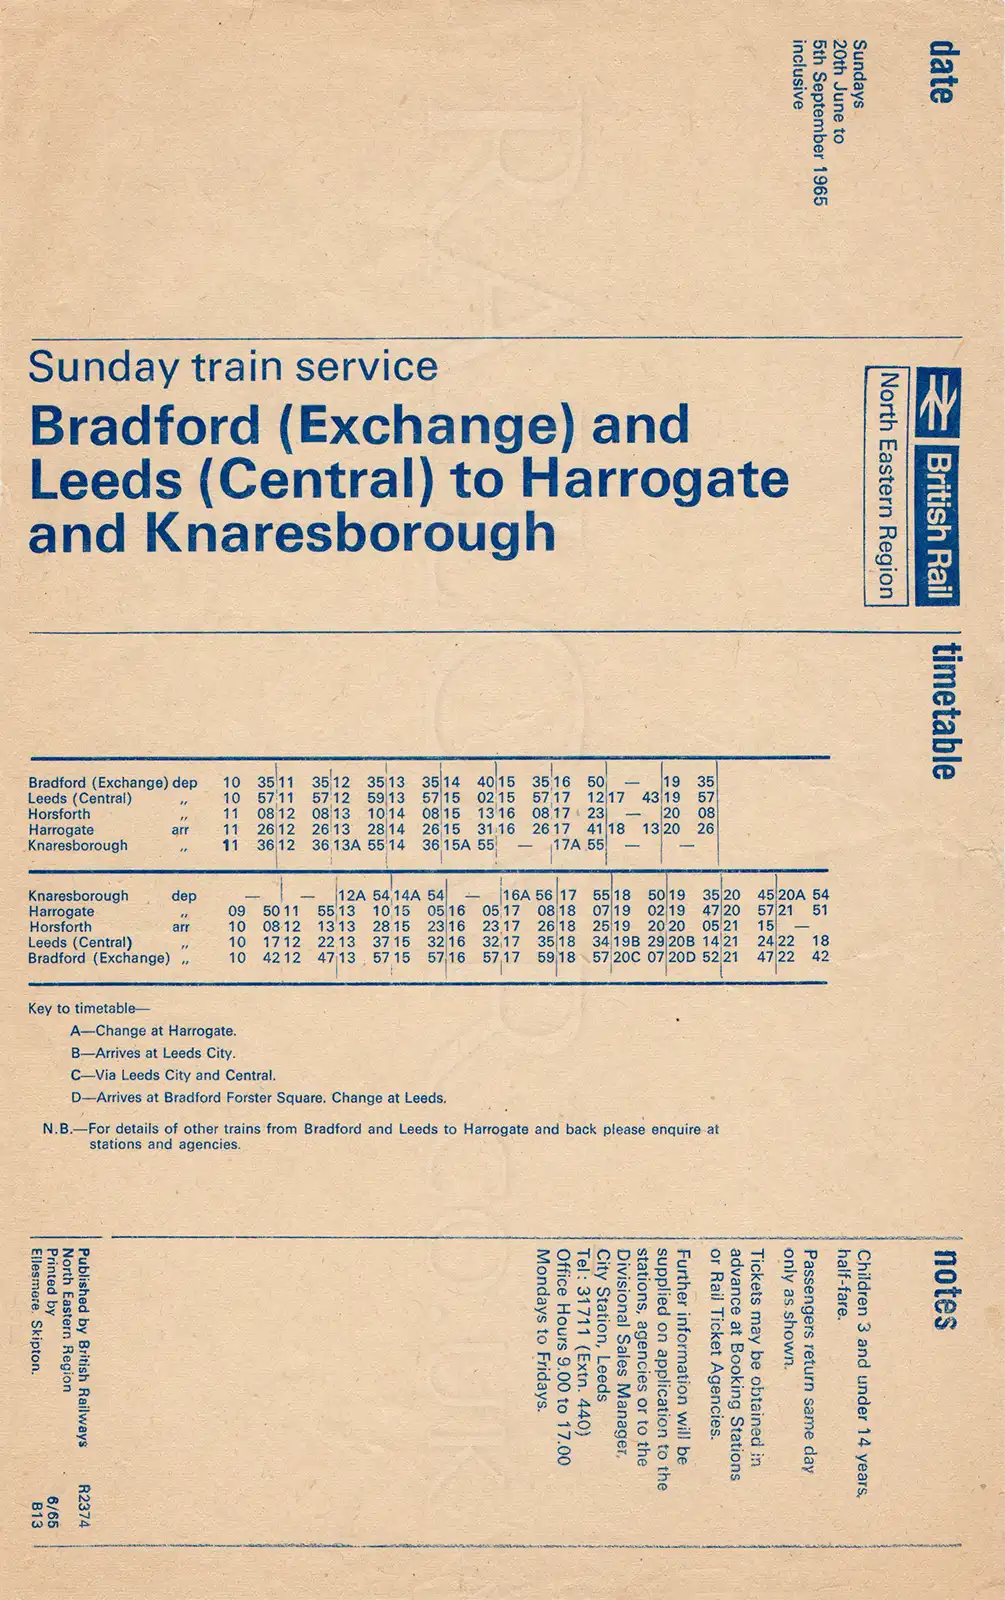 date
Sundays
20th June to
5th September 1965
inclusive
British Rail
North Eastern Region
Sunday train service
Bradford (Exchange) and
Leeds (Central) to Harrogate
and Knaresborough
timetable
Bradford (Exchange) dep 10 35 11 35 12 35 13 35 14 40 15 35 16 50 — 19 35
Leeds (Central) „ 10 57 11 57 12 59 13 57 15 02 15 57 17 12 17 43 19 57
Horsforth „ 11 08 12 08 13 10 14 08 15 13 16 08 17 23 — 20 08
Harrogate arr 11 26 12 26 13 28 14 26 15 31 16 26 17 41 18 13 20 26
Knaresborough „ 11 36 12 36 13A 55 14 36 15A 55 — 17A 55 — —
Knaresborough dep — — 12A 54 14A 54 — 16A 56 17 55 18 50 19 35 20 45 20A 54
Harrogate „ 09 50 11 55 13 10 15 05 16 05 17 08 18 07 19 02 19 47 20 57 21 51
Horsforth arr 10 08 12 13 13 28 15 23 16 23 17 26 18 25 19 20 20 05 21 15 —
Leeds (Central) „ 10 17 12 22 13 37 15 32 16 32 17 35 18 34 19B 29 20B 14 21 24 22 18
Bradford (Exchange) „ 10 42 12 47 13 57 15 57 16 57 17 59 18 57 20C 07 20D 52 21 47 22 42
Key to timetable—
A—Change at Harrogate.
B—Arrives at Leeds City.
C—Via Leeds City and Central.
D—Arrives at Bradford Forster Square. Change at Leeds.
N.B.—For details of other trains from Bradford and Leeds to Harrogate and back please enquire at
stations and agencies.
notes
Children 3 and under 14 years,
half-fare.
Passengers return same day
only as shown.
Tickets may be obtained in
advance at Booking Stations
or Rail Ticket Agencies.
Further information will be
supplied on application to the
stations, agencies or to the
Divisional Sales Manager,
City Station, Leeds
Tel: 31711 (Extn. 440)
Office Hours 9.00 to 17.00
Mondays to Fridays.
Published by British Railways
North Eastern Region
Printed by
Ellesmere. Skipton.
R2374
6/65
B13